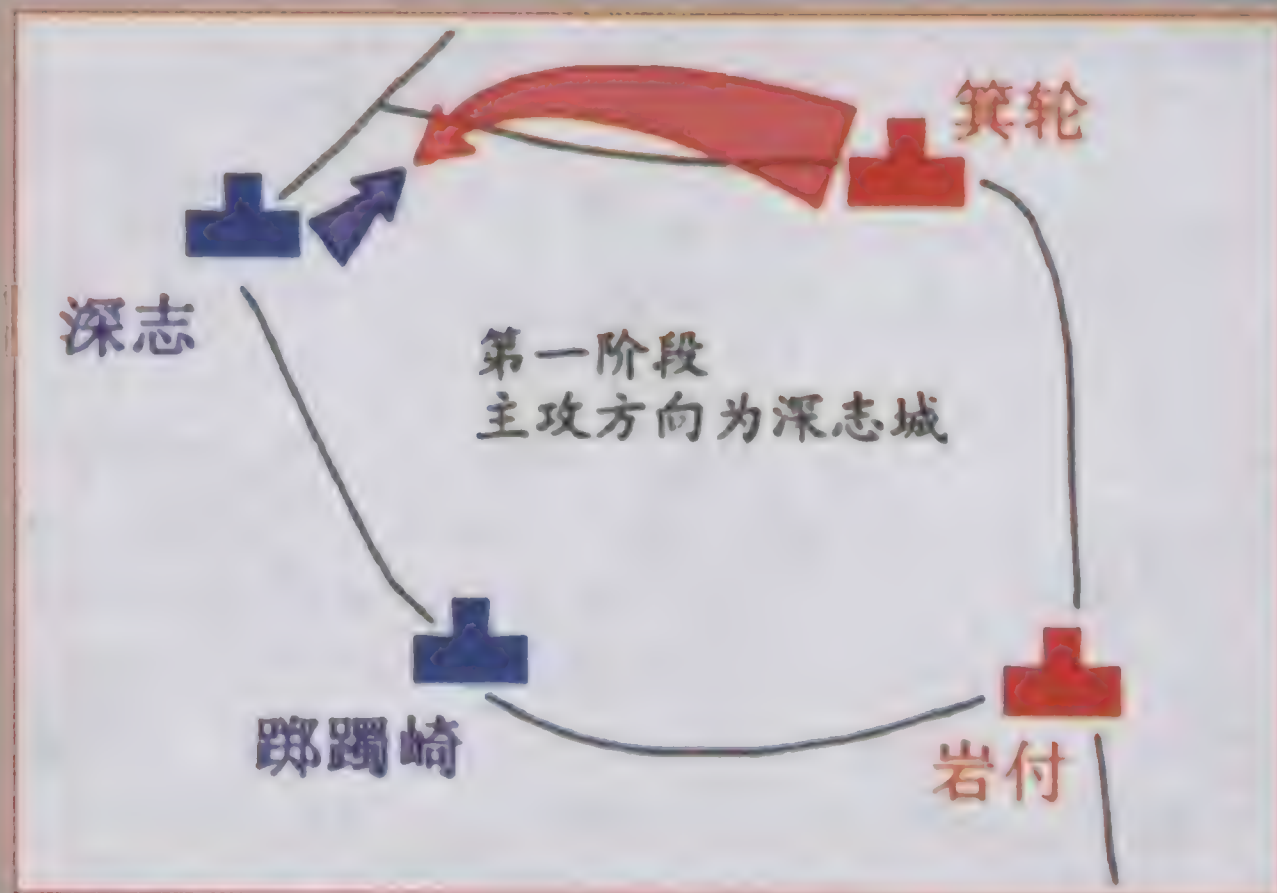 箕轮
深志
第一阶段
主攻方向为深志城
踯躅崎
岩付